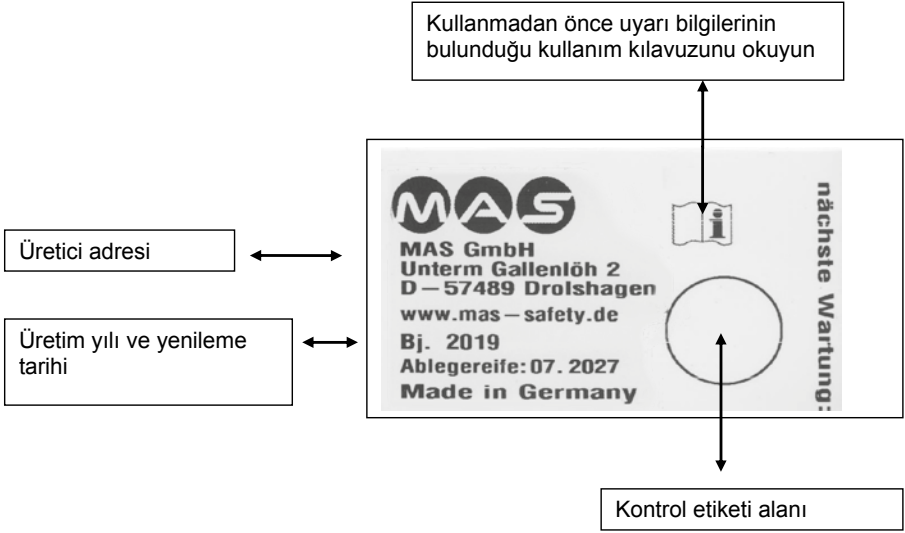 Kullanmadan önce uyarı bilgilerinin
bulunduğu kullanım kılavuzunu okuyun
MAS
MAS GmbH
Unterm Gallenlöh 2
D–57489 Drolshagen
www.mas–safety.de
Bj. 2019
Ablegereife: 07. 2027
Made in Germany
i
nächste Wartung:
Üretici adresi
Üretim yılı ve yenileme
tarihi
Kontrol etiketi alanı